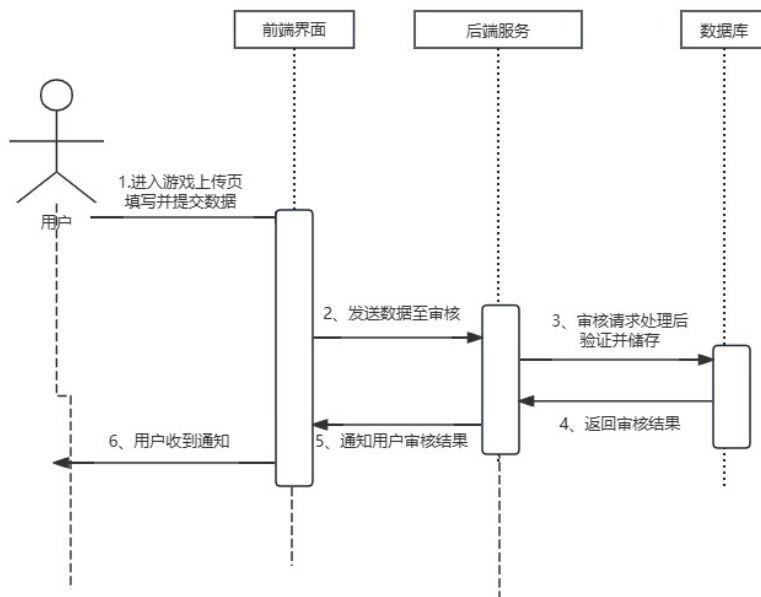 前端界面
后端服务
数据库
1.进入游戏上传页
填写并提交数据
用户
2、发送数据至审核
3、审核请求处理后
验证并储存
4、返回审核结果
5、通知用户审核结果
6、用户收到通知